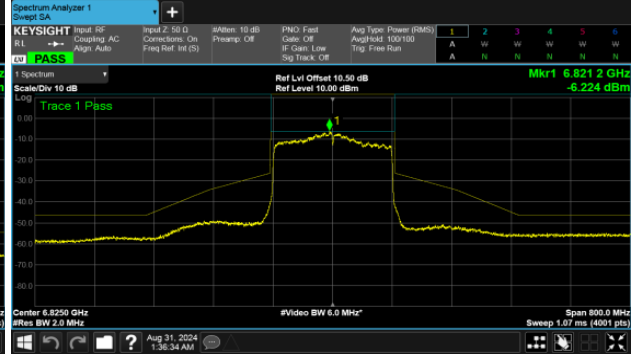 Spectrum Analyzer 1
Swept SA
+
KEYSIGHT Input: RF Input Z: 50 Ω #Atten: 10 dB PNO: Fast Avg Type: Power (RMS) 1 2 3 4 5 6
RL Coupling: AC Corrections: On Preamp: Off Gate: Off Avg|Hold: 100/100 A W W W W W
Align: Auto Freq Ref: Int (S) IF Gain: Low Trig: Free Run
LXI PASS Sig Track: Off A N N N N N
1 Spectrum Ref Lvl Offset 10.50 dB Mkr1 6.821 2 GHz
Scale/Div 10 dB Ref Level 10.00 dBm -6.224 dBm
Log Trace 1 Pass
1
0.00
-10.0
-20.0
-30.0
-40.0
-50.0
-60.0
-70.0
-80.0
Center 6.8250 GHz #Video BW 6.0 MHz* Span 800.0 MHz
#Res BW 2.0 MHz Sweep 1.07 ms (4001 pts)
? Aug 31, 2024
1:36:34 AM